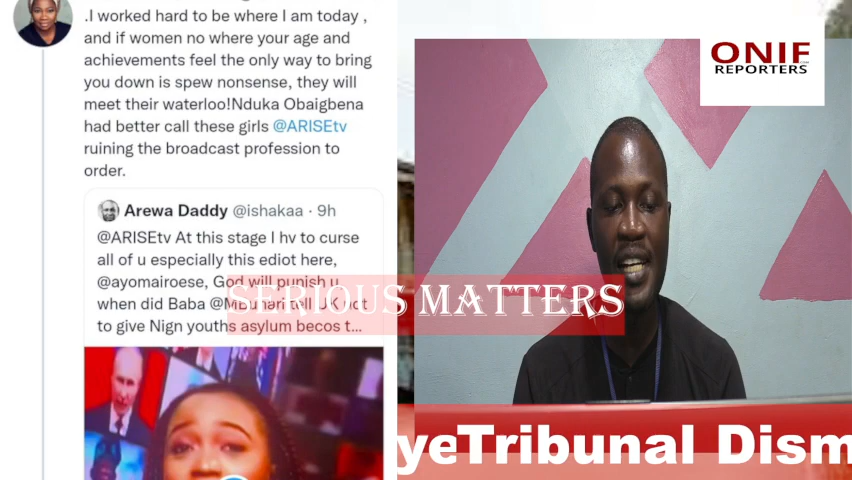 .I worked hard to be where I am today ,
and if women no where your age and
achievements feel the only way to bring
you down is spew nonsense, they will
meet their waterloo!Nduka Obaigbena
had better call these girls @ARISEtv
ruining the broadcast profession to
order.
Arewa Daddy @ishakaa · 9h
@ARISEtv At this stage I hv to curse
all of u especially this ediot here,
@ayomairoese, God will punish u
when did Baba @MBuhari tell UK not
to give Nign youths asylum becos t...
SERIOUS MATTERS
ONIF
REPORTERS
yeTribunal Dism